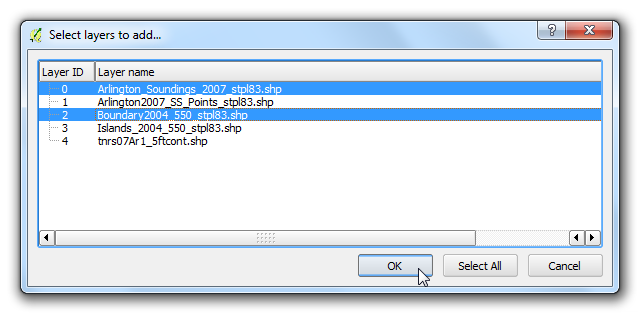 Select layers to add...
Layer ID Layer name
0 Arlington_Soundings_2007_stpl83.shp
1 Arlington2007_SS_Points_stpl83.shp
2 Boundary2004_550_stpl83.shp
3 Islands_2004_550_stpl83.shp
4 tnrs07Ar1_5ftcont.shp
OK Select All Cancel